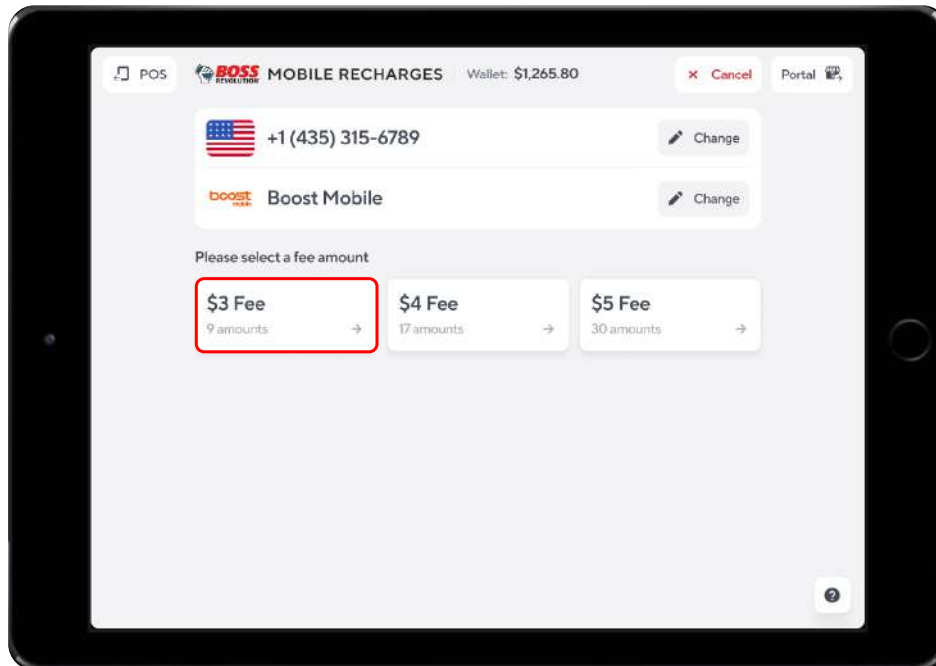 POS
BOSS REVOLUTION MOBILE RECHARGES Wallet: $1,265.80
× Cancel
Portal
+1 (435) 315-6789
Change
boost mobile Boost Mobile
Change
Please select a fee amount
$3 Fee
9 amounts
$4 Fee
17 amounts
$5 Fee
30 amounts
?